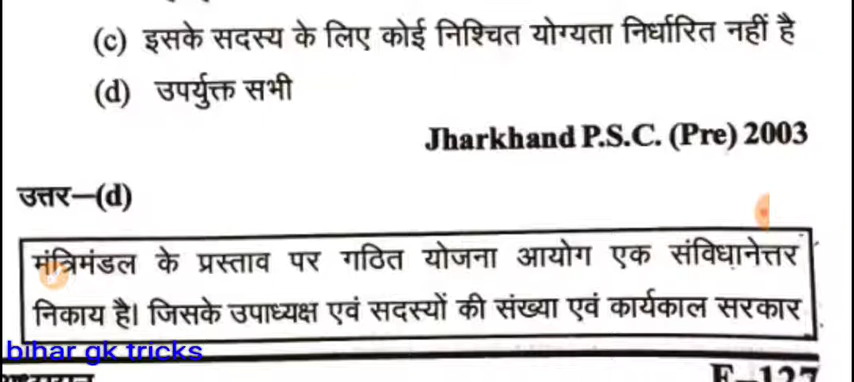 (c) इसके सदस्य के लिए कोई निश्चित योग्यता निर्धारित नहीं है
(d) उपर्युक्त सभी
Jharkhand P.S.C. (Pre) 2003
उत्तर–(d)
मंत्रिमंडल के प्रस्ताव पर गठित योजना आयोग एक संविधानेत्तर
निकाय है। जिसके उपाध्यक्ष एवं सदस्यों की संख्या एवं कार्यकाल सरकार
bihar gk tricks
F–127